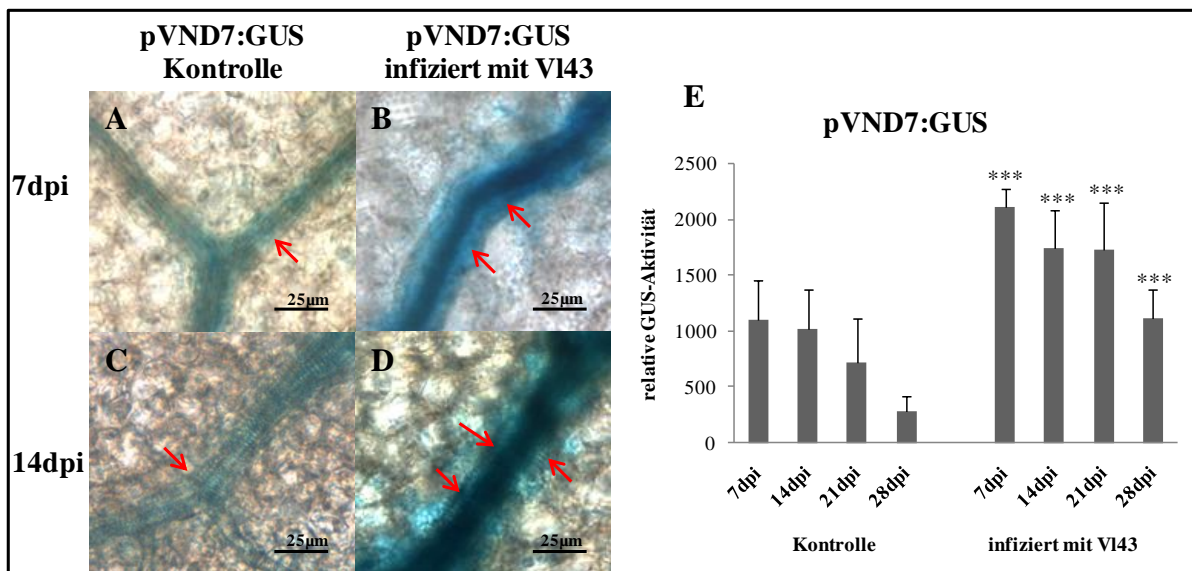 pVND7:GUS
Kontrolle
pVND7:GUS
infiziert mit Vl43
7dpi
A
25µm
B
25µm
14dpi
C
25µm
D
25µm
E
pVND7:GUS
relative GUS-Aktivität
2500
2000
1500
1000
500
0
***
***
***
***
7dpi
14dpi
21dpi
28dpi
7dpi
14dpi
21dpi
28dpi
Kontrolle
infiziert mit Vl43